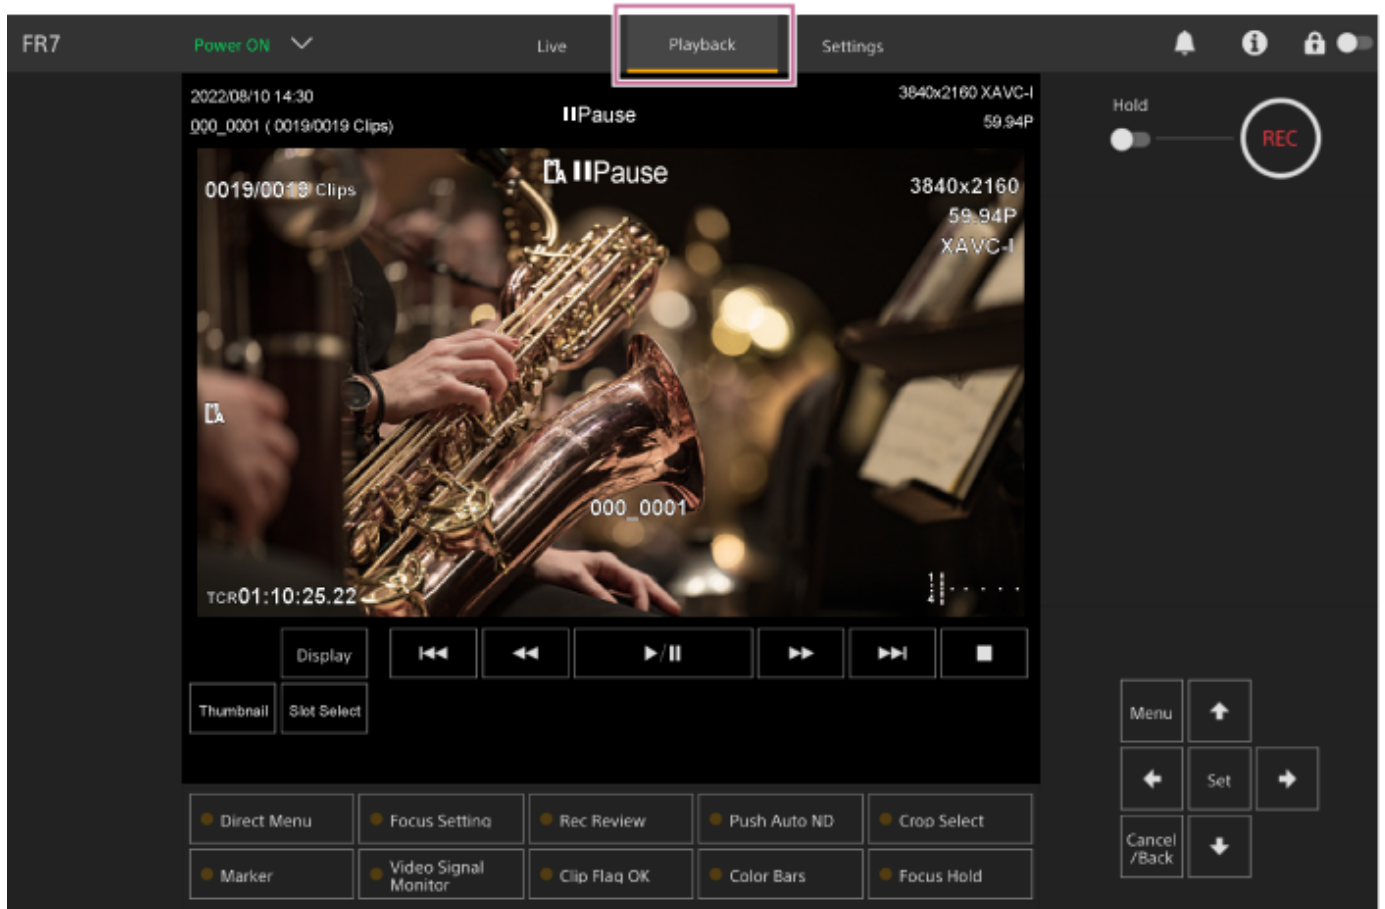 FR7
Power ON
Live
Playback
Settings
2022/08/10 14:30
000_0001 ( 0019/0019 Clips)
Pause
3840x2160 XAVC-I
59.94P
Hold
REC
0019/0019 Clips
Pause
3840x2160
59.94P
XAVC-I
000_0001
TCR01:10:25.22
Display
Thumbnail
Slot Select
Menu
Set
Cancel
/Back
Direct Menu
Focus Setting
Rec Review
Push Auto ND
Crop Select
Marker
Video Signal
Monitor
Clip Flag OK
Color Bars
Focus Hold